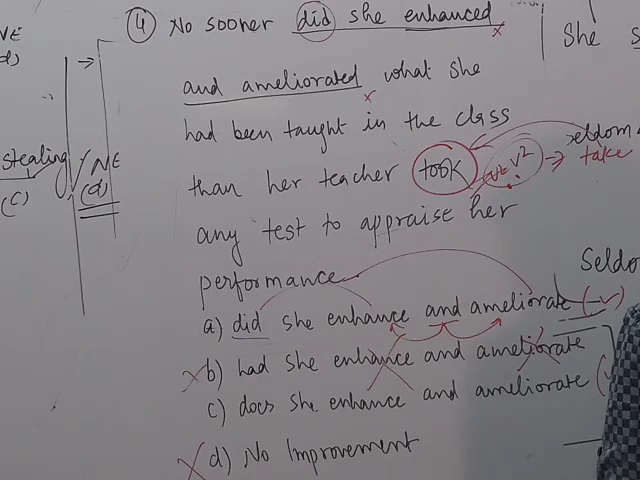 ④ No sooner did she enhanced
and ameliorated what she
had been taught in the class
than her teacher took
any test to appraise her
performance
a) did she enhance and ameliorate (✓)
b) had she enhance and ameliorate
c) does she enhance and ameliorate
d) No Improvement
v²
seldom
take
She
Seldo
stealing / NE
(c)
(d)
NE
d)